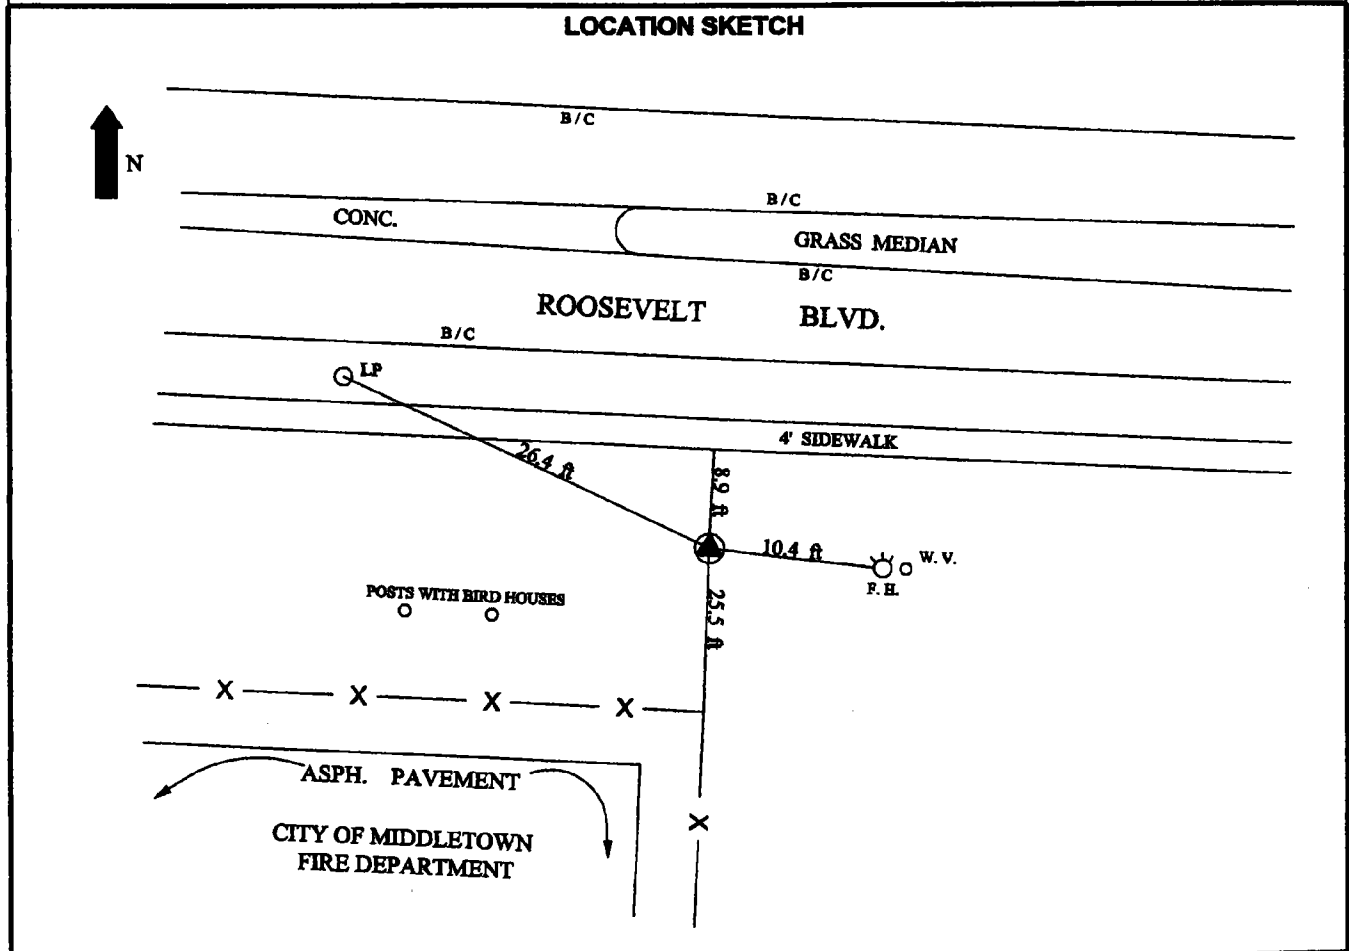 LOCATION SKETCH
B/C
N
B/C
CONC.
GRASS MEDIAN
B/C
ROOSEVELT BLVD.
B/C
LP
4' SIDEWALK
26.4 ft
8.9 ft
10.4 ft
W. V.
F. H.
25.5 ft
POSTS WITH BIRD HOUSES
X X X X
ASPH. PAVEMENT
X
CITY OF MIDDLETOWN
FIRE DEPARTMENT